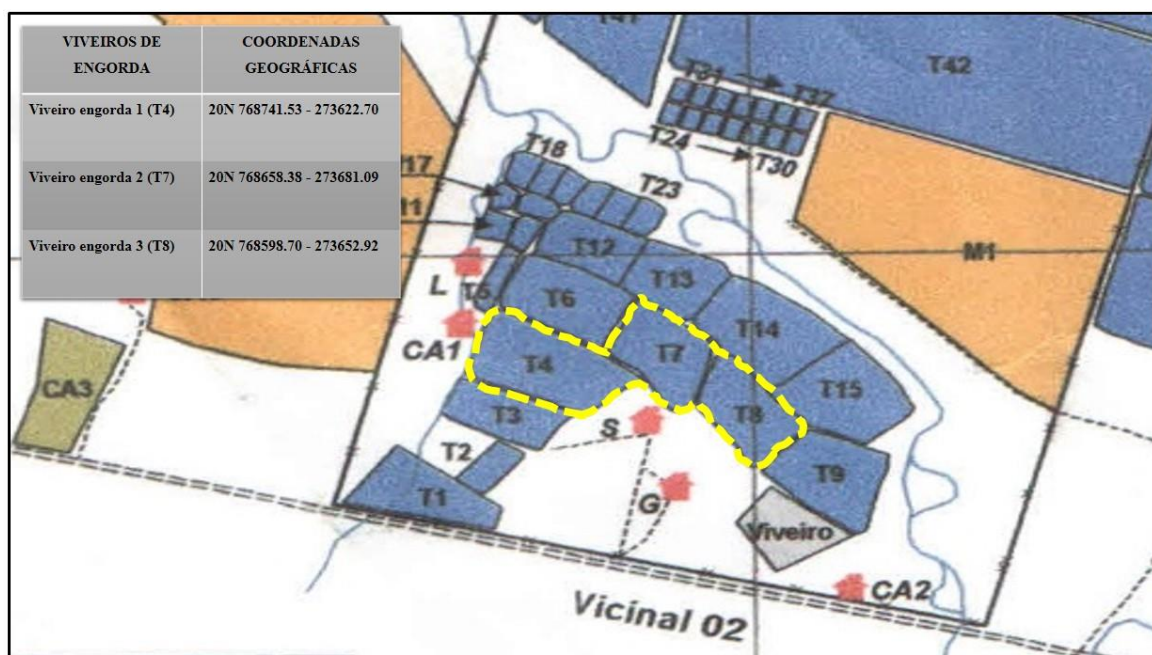 VIVEIROS DE ENGORDA
COORDENADAS GEOGRÁFICAS
Viveiro engorda 1 (T4)
20N 768741.53 - 273622.70
Viveiro engorda 2 (T7)
20N 768658.38 - 273681.09
Viveiro engorda 3 (T8)
20N 768598.70 - 273652.92
T41
T42
T31
T37
T24
T30
T18
T23
17
11
T12
T13
M1
L
T5
T6
T14
CA1
T4
T7
T15
CA3
T3
S
T8
T2
T9
T1
G
Viveiro
CA2
Vicinal 02